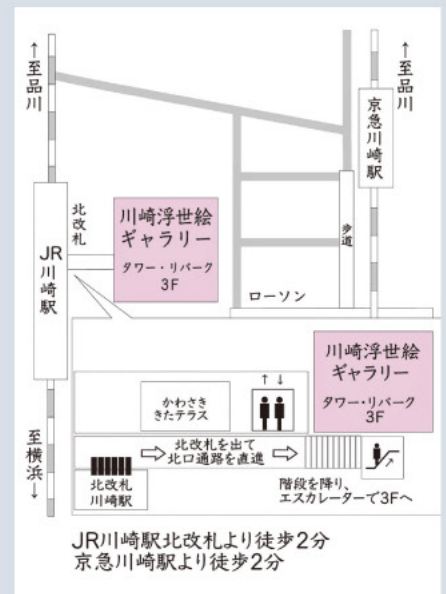 ↑至品川
↑至品川
京急川崎駅
北改札
JR川崎駅
川崎浮世絵
ギャラリー
タワー・リバーク
3F
歩道
ローソン
川崎浮世絵
ギャラリー
タワー・リバーク
3F
↑↓
かわさき
きたテラス
至横浜↓
北改札を出て
北口通路を直進
北改札
川崎駅
階段を降り、
エスカレーターで3Fへ
JR川崎駅北改札より徒歩2分
京急川崎駅より徒歩2分